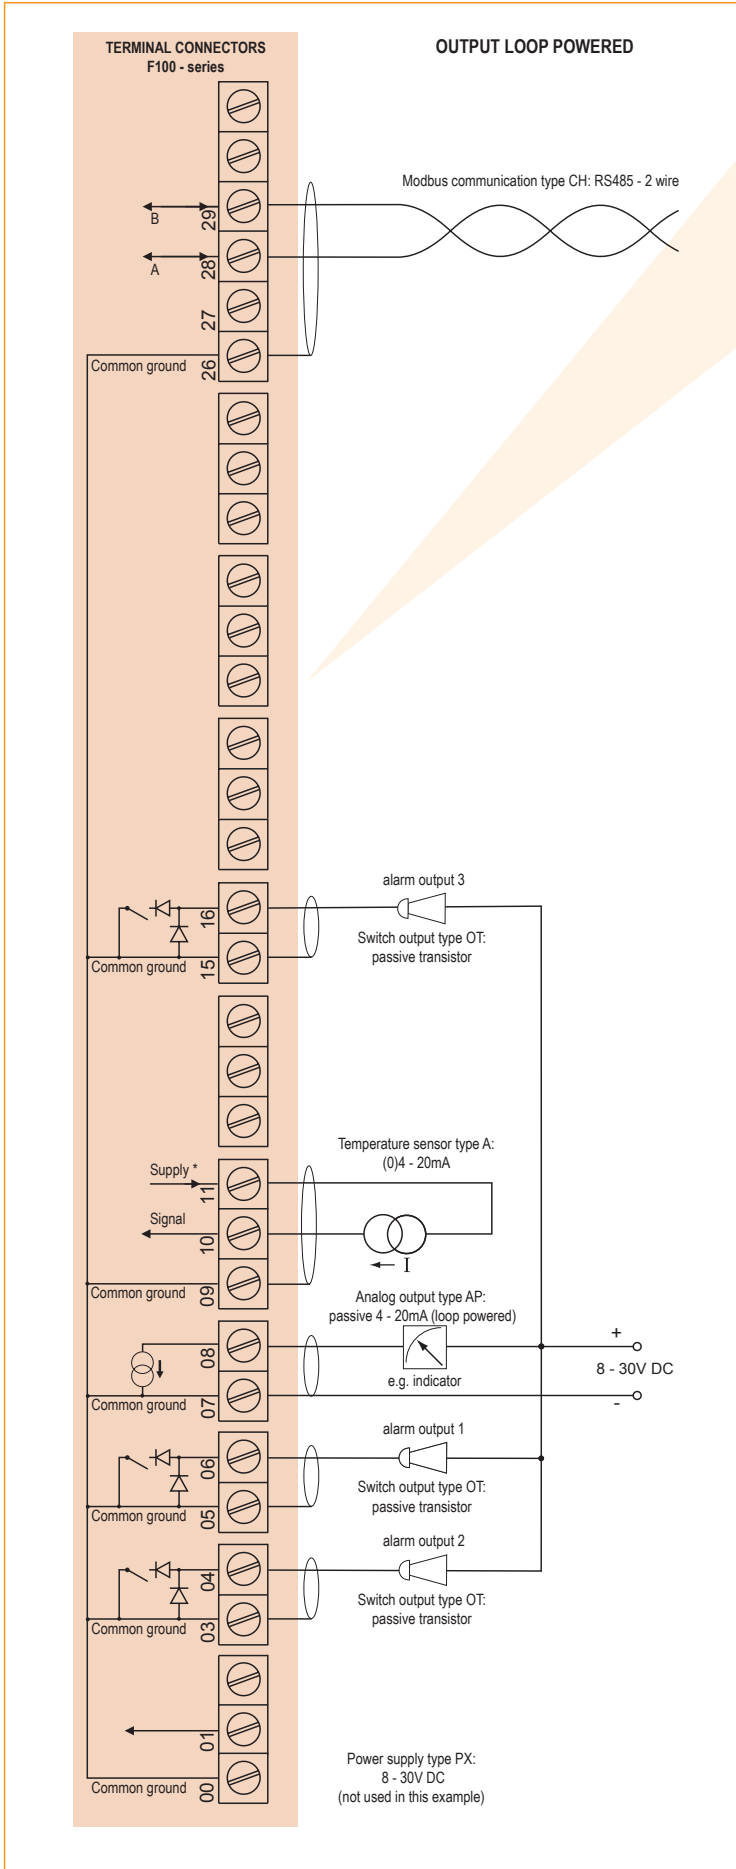 TERMINAL CONNECTORS
F100 - series
OUTPUT LOOP POWERED
Modbus communication type CH: RS485 - 2 wire
B
29
A
28
27
Common ground
26
alarm output 3
16
Switch output type OT:
passive transistor
Common ground
15
Temperature sensor type A:
(0)4 - 20mA
Supply *
11
Signal
10
I
Common ground
09
Analog output type AP:
passive 4 - 20mA (loop powered)
08
+
8 - 30V DC
e.g. indicator
Common ground
07
-
alarm output 1
06
Switch output type OT:
passive transistor
Common ground
05
alarm output 2
04
Switch output type OT:
passive transistor
Common ground
03
01
Power supply type PX:
8 - 30V DC
(not used in this example)
Common ground
00